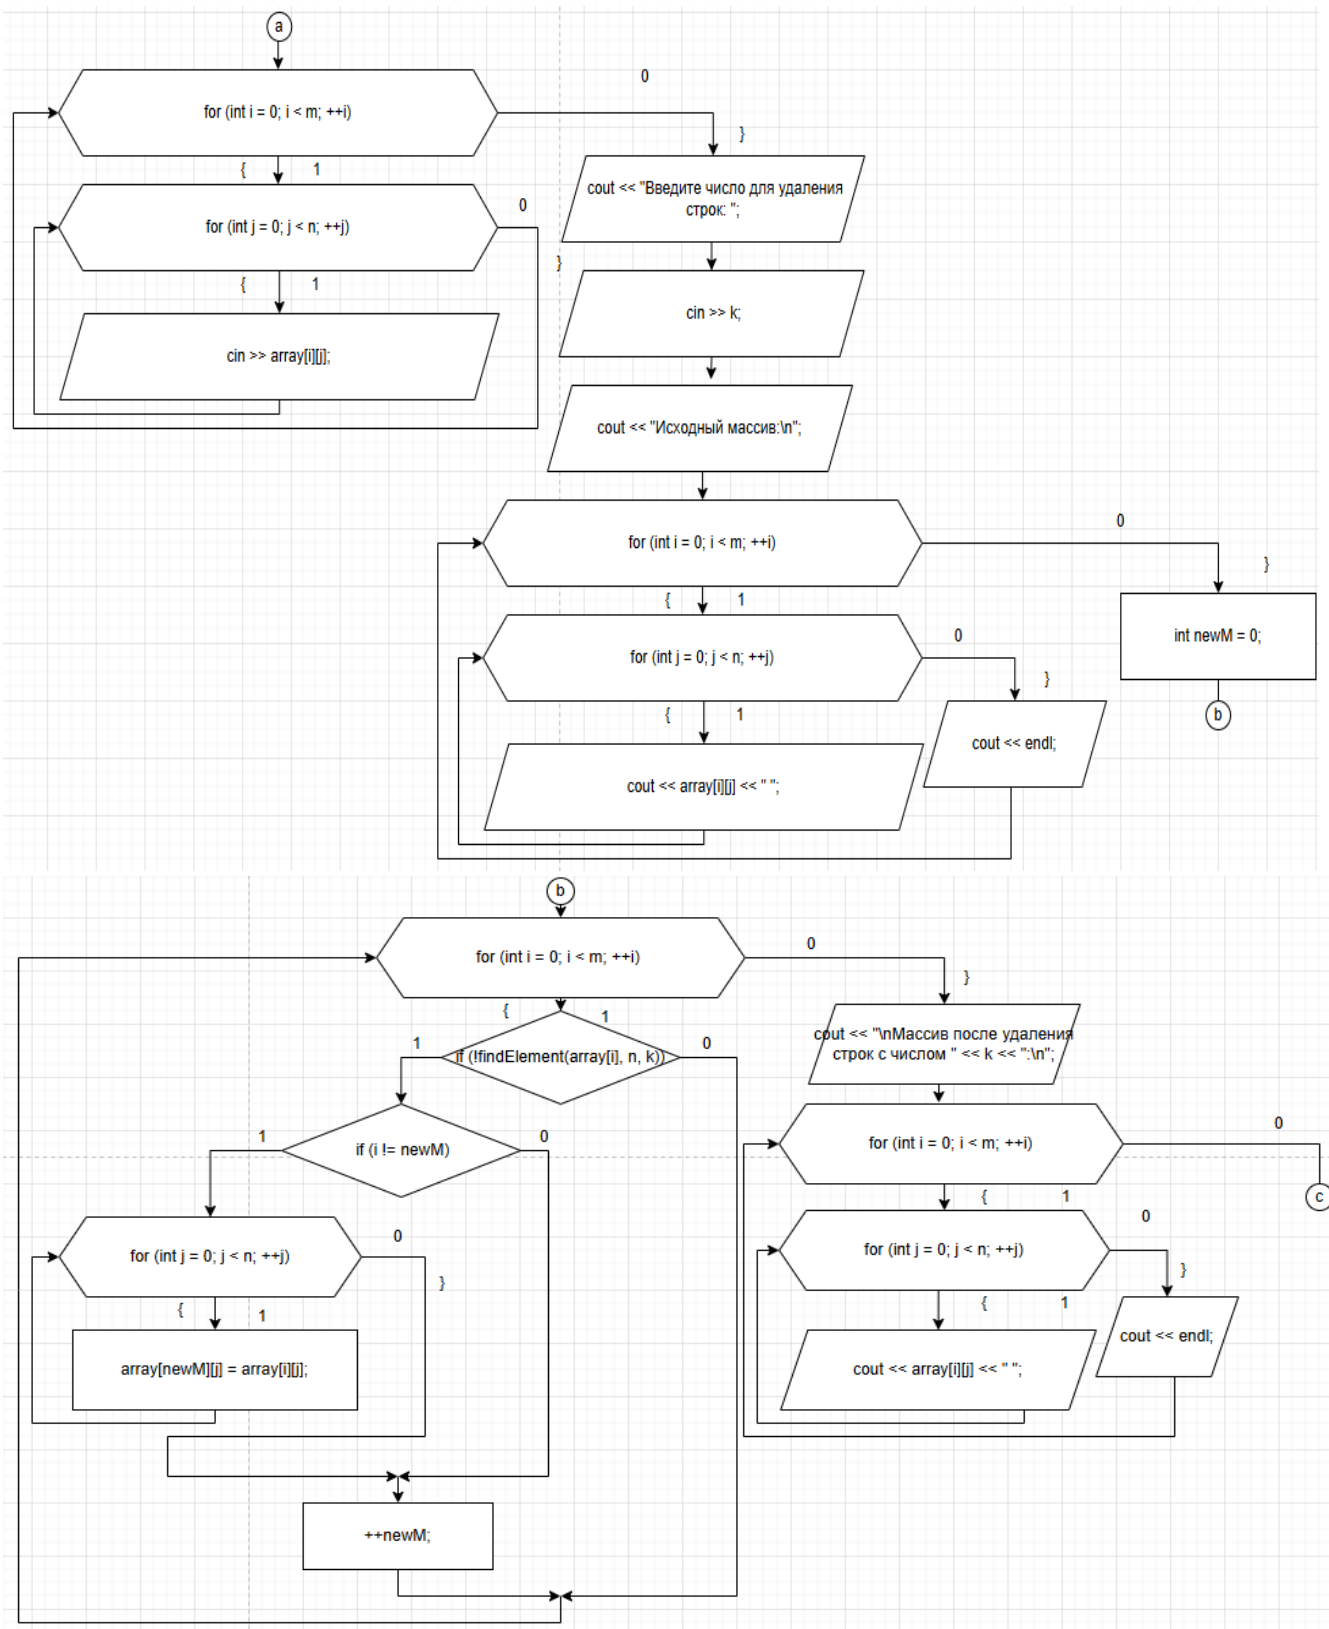 a
for (int i = 0; i < m; ++i)
0
}
{ 1
cout << "Введите число для удаления
строк: ";
for (int j = 0; j < n; ++j)
0
}
{ 1
cin >> k;
cin >> array[i][j];
cout << "Исходный массив:\n";
for (int i = 0; i < m; ++i)
0
}
{ 1
int newM = 0;
for (int j = 0; j < n; ++j)
0
}
{ 1
b
cout << endl;
cout << array[i][j] << " ";
b
for (int i = 0; i < m; ++i)
0
}
{ 1
cout << "\nМассив после удаления
строк с числом " << k << ":\n";
1
if (!findElement(array[i], n, k))
0
1
if (i != newM)
0
for (int i = 0; i < m; ++i)
0
{ 1
c
for (int j = 0; j < n; ++j)
0
}
{ 1
array[newM][j] = array[i][j];
for (int j = 0; j < n; ++j)
0
}
{ 1
cout << endl;
cout << array[i][j] << " ";
++newM;